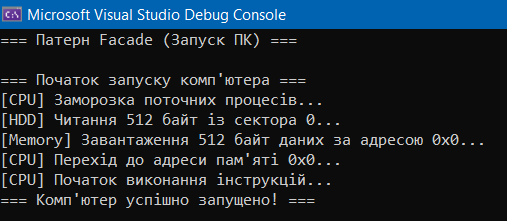 Microsoft Visual Studio Debug Console
=== Патерн Facade (Запуск ПК) ===
=== Початок запуску комп'ютера ===
[CPU] Заморозка поточних процесів...
[HDD] Читання 512 байт із сектора 0...
[Memory] Завантаження 512 байт даних за адресою 0x0...
[CPU] Перехід до адреси пам'яті 0x0...
[CPU] Початок виконання інструкцій...
=== Комп'ютер успішно запущено! ===